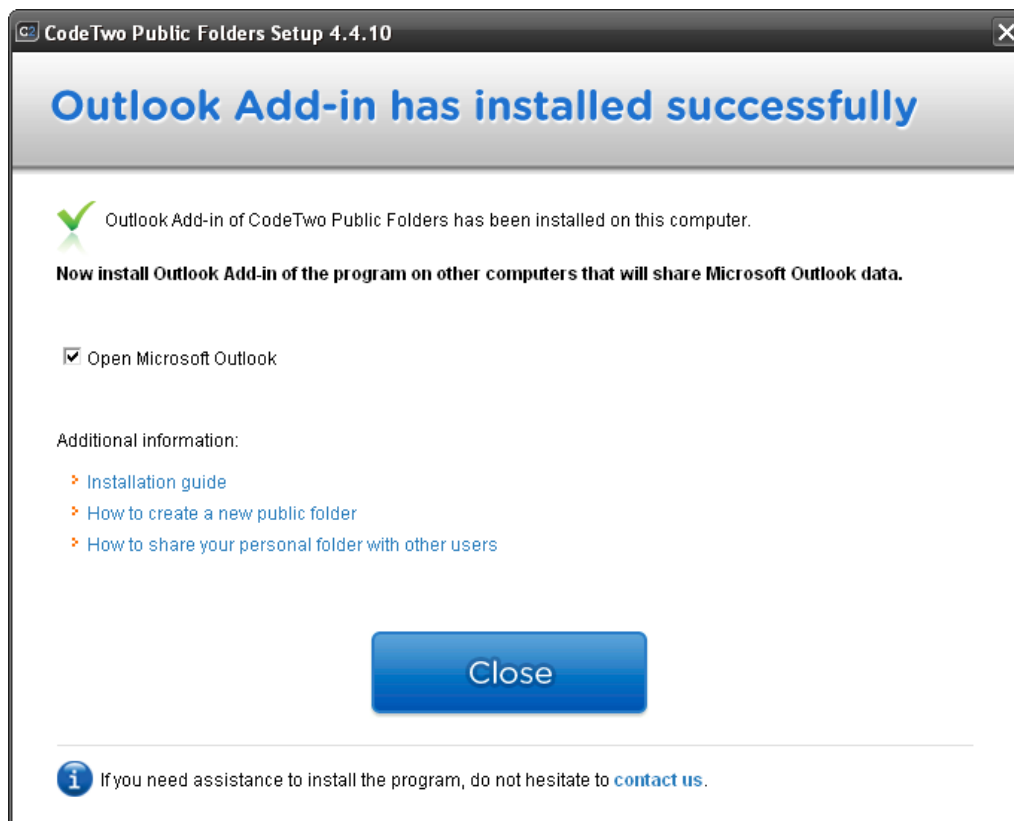 C2 CodeTwo Public Folders Setup 4.4.10
Outlook Add-in has installed successfully
Outlook Add-in of CodeTwo Public Folders has been installed on this computer.
Now install Outlook Add-in of the program on other computers that will share Microsoft Outlook data.
Open Microsoft Outlook
Additional information:
Installation guide
How to create a new public folder
How to share your personal folder with other users
Close
If you need assistance to install the program, do not hesitate to contact us.